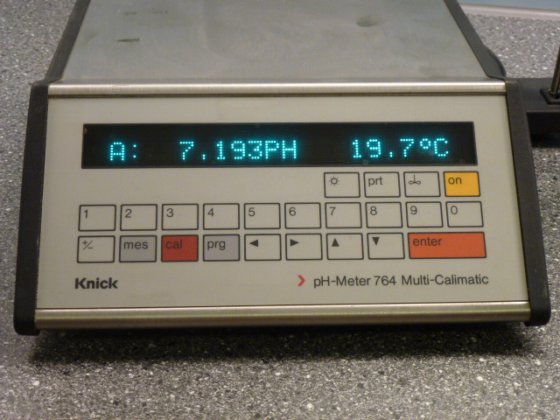 A: 7.193PH 19.7°C
prt on
1 2 3 4 5 6 7 8 9 0
+/- mes cal prg ◄ ► ▲ ▼ enter
Knick pH-Meter 764 Multi-Calimatic